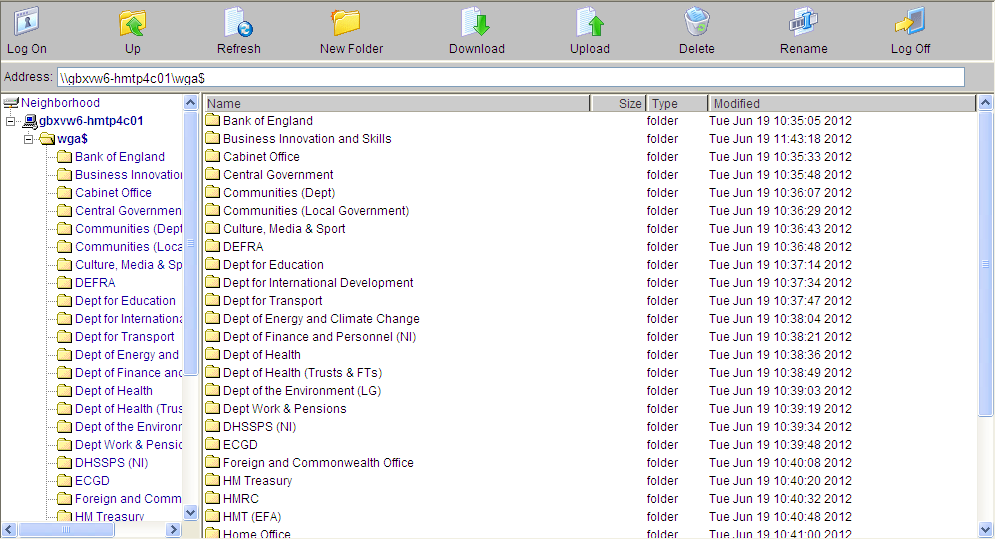 Log On Up Refresh New Folder Download Upload Delete Rename Log Off
Address: \\gbxvw6-hmtp4c01\wga$
Neighborhood
gbxvw6-hmtp4c01
wga$
Bank of England
Business Innovatio
Cabinet Office
Central Governmen
Communities (Dept
Communities (Loca
Culture, Media & Sp
DEFRA
Dept for Education
Dept for Internationa
Dept for Transport
Dept of Energy and
Dept of Finance and
Dept of Health
Dept of Health (Trus
Dept of the Environn
Dept Work & Pensio
DHSSPS (NI)
ECGD
Foreign and Comm
HM Treasury
Name Size Type Modified
Bank of England folder Tue Jun 19 10:35:05 2012
Business Innovation and Skills folder Tue Jun 19 11:43:18 2012
Cabinet Office folder Tue Jun 19 10:35:33 2012
Central Government folder Tue Jun 19 10:35:48 2012
Communities (Dept) folder Tue Jun 19 10:36:07 2012
Communities (Local Government) folder Tue Jun 19 10:36:29 2012
Culture, Media & Sport folder Tue Jun 19 10:36:43 2012
DEFRA folder Tue Jun 19 10:36:48 2012
Dept for Education folder Tue Jun 19 10:37:14 2012
Dept for International Development folder Tue Jun 19 10:37:34 2012
Dept for Transport folder Tue Jun 19 10:37:47 2012
Dept of Energy and Climate Change folder Tue Jun 19 10:38:04 2012
Dept of Finance and Personnel (NI) folder Tue Jun 19 10:38:21 2012
Dept of Health folder Tue Jun 19 10:38:36 2012
Dept of Health (Trusts & FTs) folder Tue Jun 19 10:38:49 2012
Dept of the Environment (LG) folder Tue Jun 19 10:39:03 2012
Dept Work & Pensions folder Tue Jun 19 10:39:19 2012
DHSSPS (NI) folder Tue Jun 19 10:39:34 2012
ECGD folder Tue Jun 19 10:39:48 2012
Foreign and Commonwealth Office folder Tue Jun 19 10:40:08 2012
HM Treasury folder Tue Jun 19 10:40:20 2012
HMRC folder Tue Jun 19 10:40:32 2012
HMT (EFA) folder Tue Jun 19 10:40:48 2012
Home Office folder Tue Jun 19 10:41:00 2012